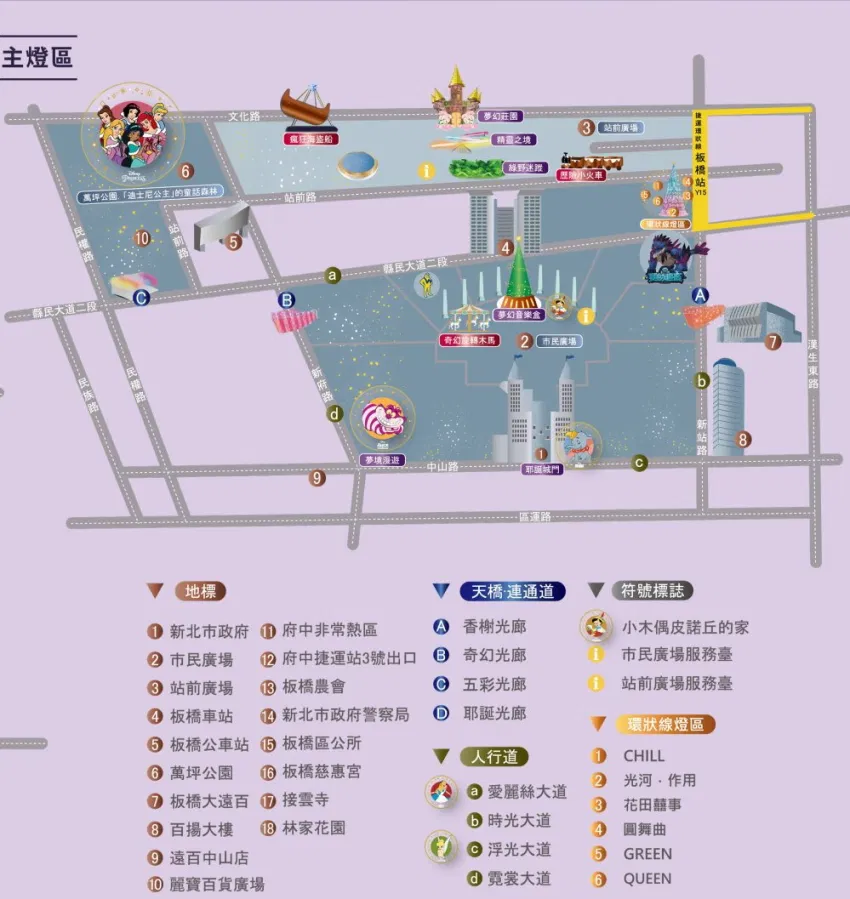 主燈區
文化路
瘋狂海盜船
夢幻莊園
精靈之境
綠野迷蹤
3 站前廣場
歷險小火車
捷運環狀線
板橋站
Y15
Disney
Princess
6
萬坪公園.「迪士尼公主」的童話森林
站前路
環狀線燈區
民權路
站前路
10
5
4
縣民大道二段
a
C
B
A
縣民大道二段
夢幻音樂盒
奇幻旋轉木馬
2 市民廣場
7
漢生東路
民族路
民權路
新府路
d
b
新站路
8
夢境漫遊
中山路
1
耶誕城門
c
9
區運路
地標
1 新北市政府
2 市民廣場
3 站前廣場
4 板橋車站
5 板橋公車站
6 萬坪公園
7 板橋大遠百
8 百揚大樓
9 遠百中山店
10 麗寶百貨廣場
11 府中非常熱區
12 府中捷運站3號出口
13 板橋農會
14 新北市政府警察局
15 板橋區公所
16 板橋慈惠宮
17 接雲寺
18 林家花園
天橋·連通道
A 香榭光廊
B 奇幻光廊
C 五彩光廊
D 耶誕光廊
人行道
a 愛麗絲大道
b 時光大道
c 浮光大道
d 霓裳大道
符號標誌
小木偶皮諾丘的家
i 市民廣場服務臺
i 站前廣場服務臺
環狀線燈區
1 CHILL
2 光河·作用
3 花田囍事
4 圓舞曲
5 GREEN
6 QUEEN